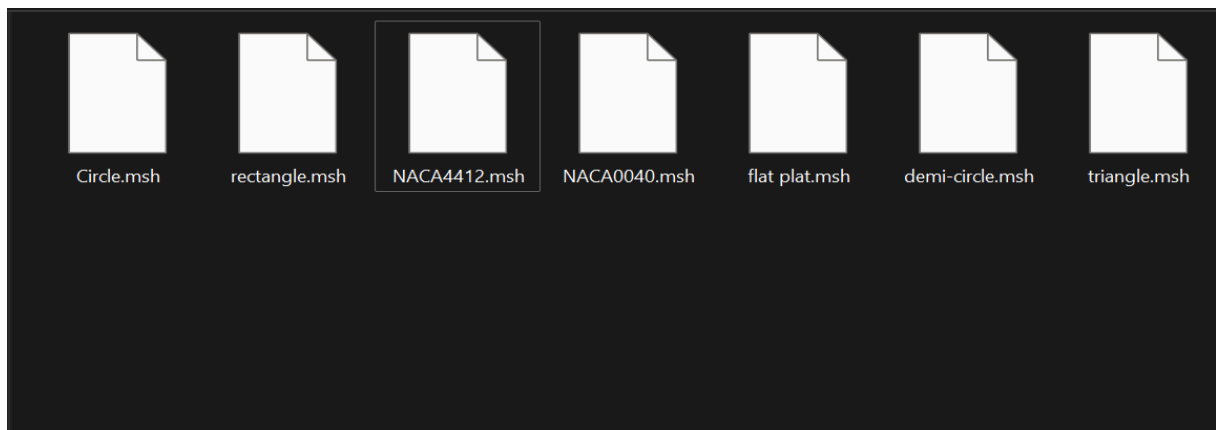 Circle.msh
rectangle.msh
NACA4412.msh
NACA0040.msh
flat plat.msh
demi-circle.msh
triangle.msh